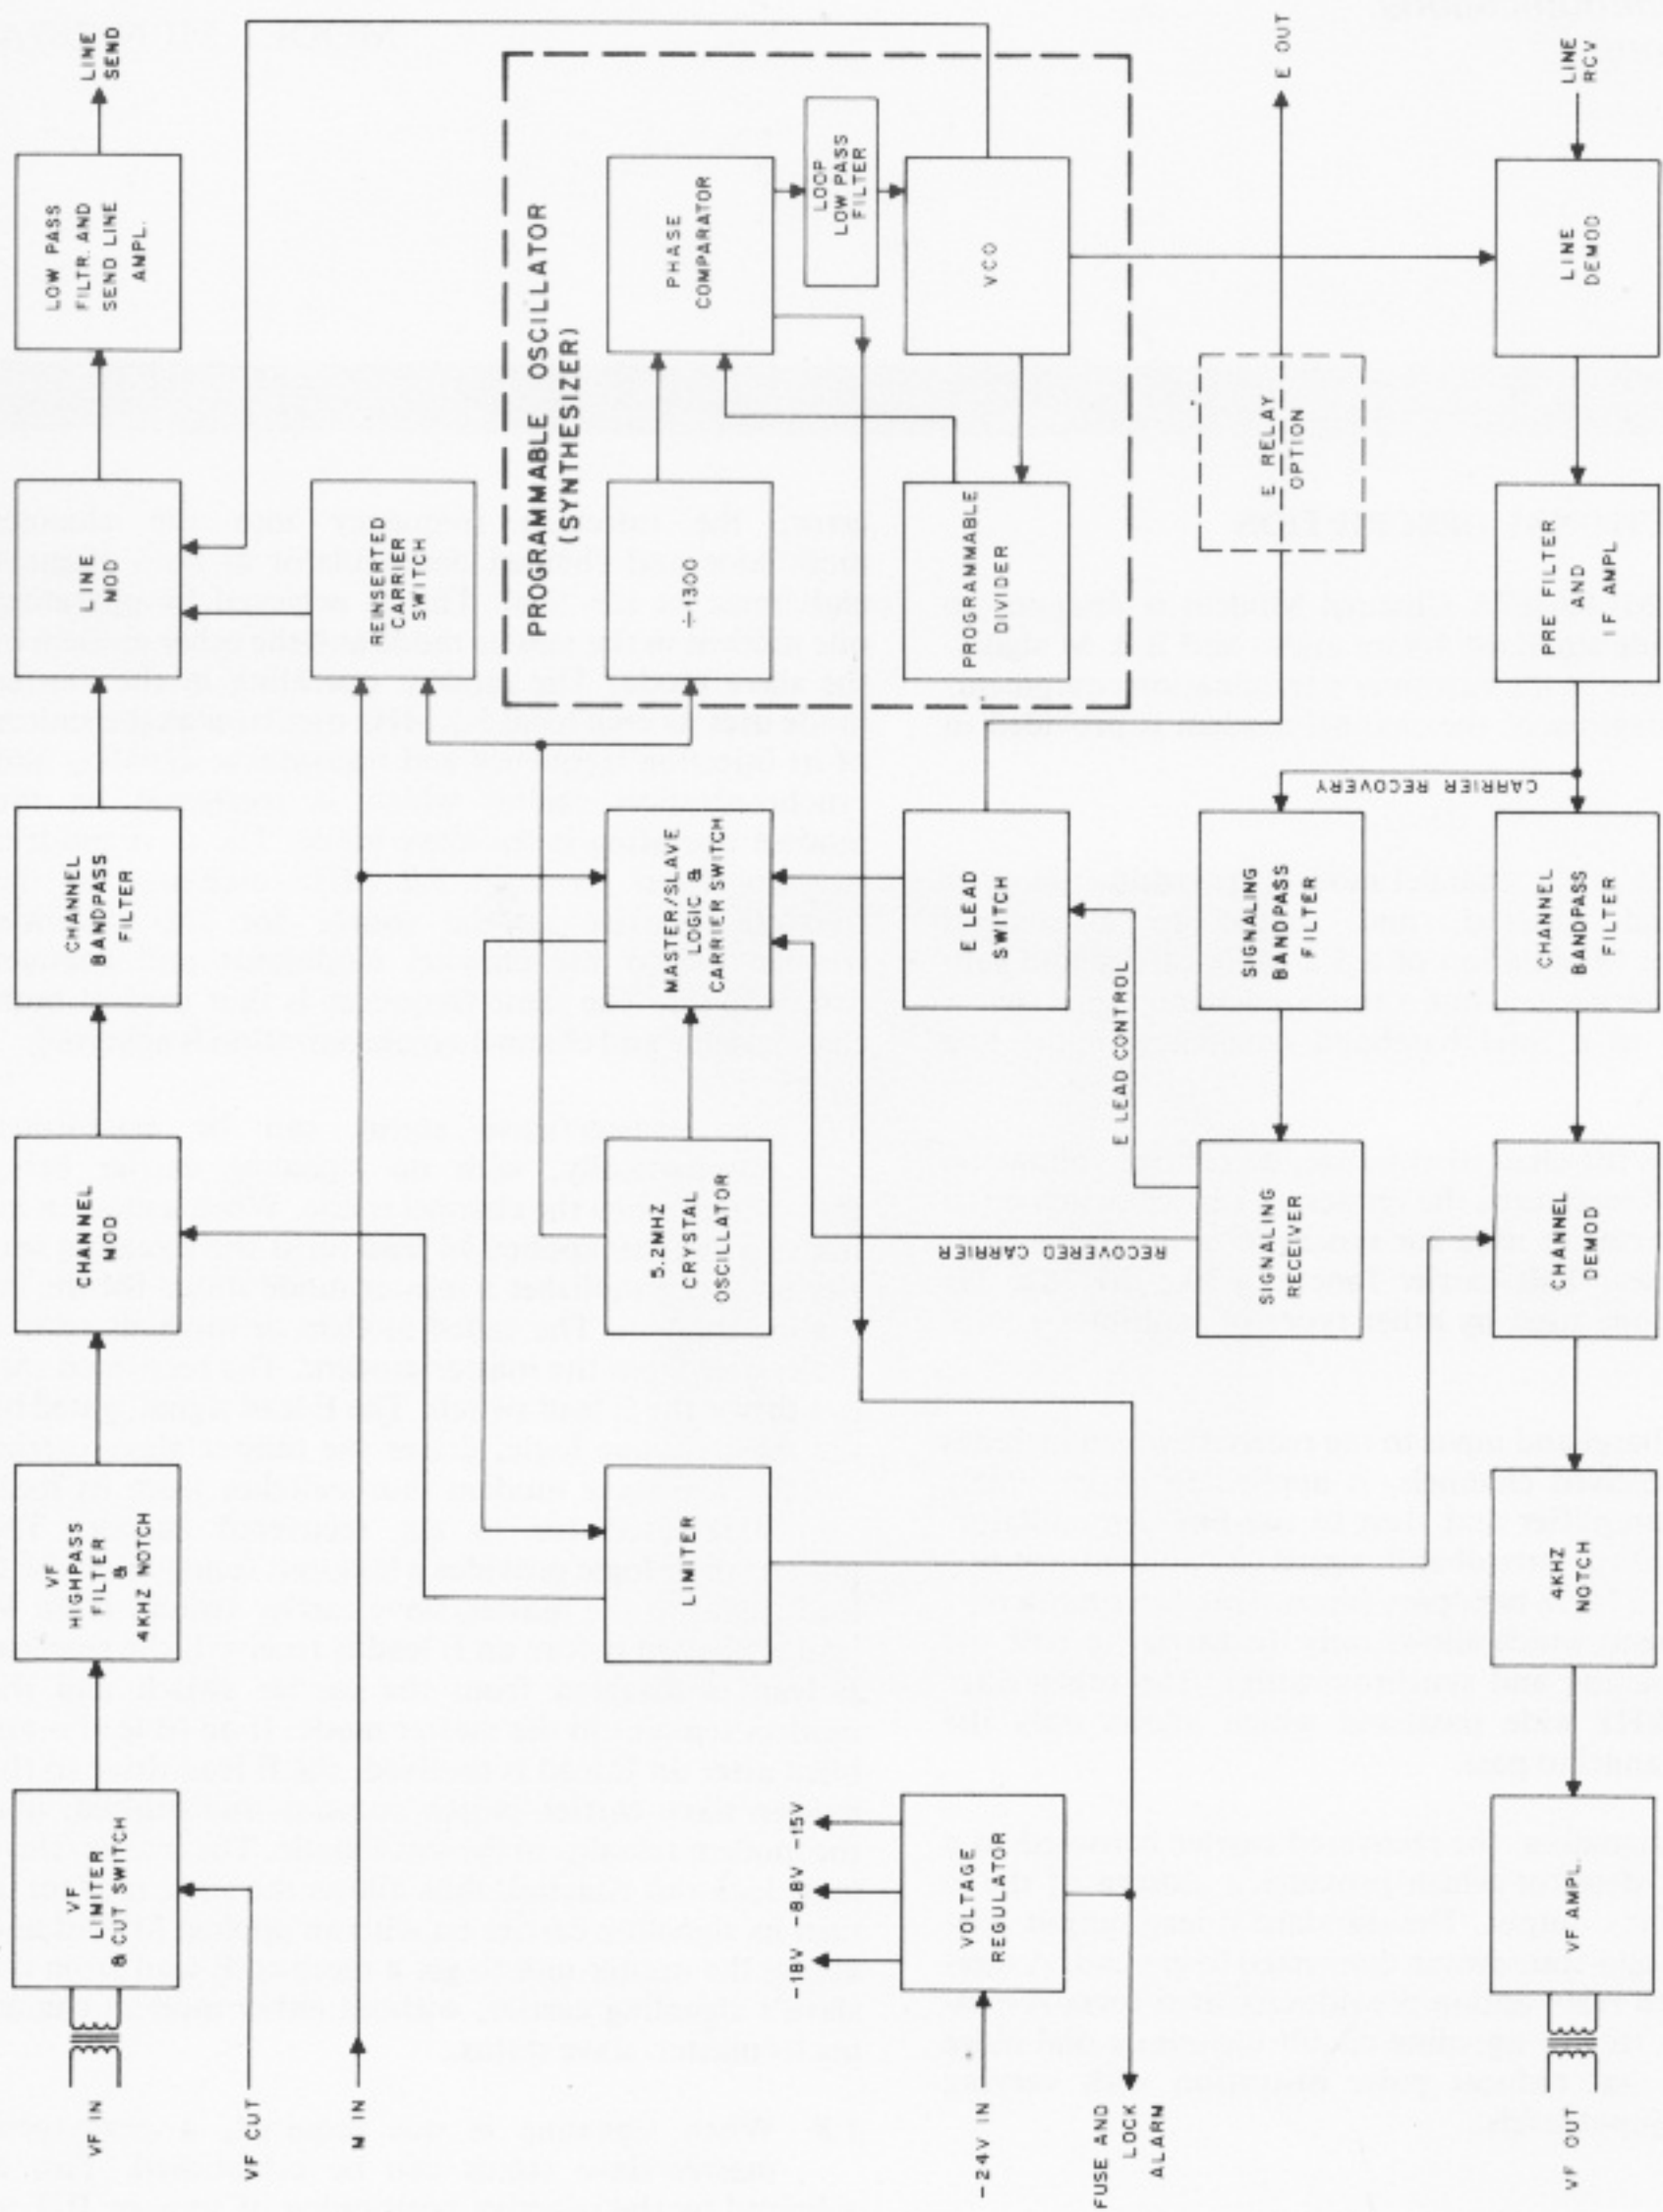 VF IN
VF
LIMITER
& CUT SWITCH
VF
HIGHPASS
FILTER
&
4KHZ NOTCH
CHANNEL
MOD
CHANNEL
BANDPASS
FILTER
LINE
MOD
LOW PASS
FILTR. AND
SEND LINE
AMPL.
LINE
SEND
VF CUT
M IN
REINSERTED
CARRIER
SWITCH
PROGRAMMABLE OSCILLATOR
(SYNTHESIZER)
LIMITER
5.2MHZ
CRYSTAL
OSCILLATOR
MASTER/SLAVE
LOGIC &
CARRIER SWITCH
÷1300
PHASE
COMPARATOR
LOOP
LOW PASS
FILTER
-18V -8.8V -15V
-24V IN
VOLTAGE
REGULATOR
E LEAD
SWITCH
PROGRAMMABLE
DIVIDER
VCO
FUSE AND
LOCK
ALARM
E LEAD CONTROL
RECOVERED CARRIER
SIGNALING
RECEIVER
SIGNALING
BANDPASS
FILTER
CARRIER RECOVERY
E RELAY
OPTION
E OUT
VF OUT
VF AMPL.
4KHZ
NOTCH
CHANNEL
DEMOD
CHANNEL
BANDPASS
FILTER
PRE FILTER
AND
IF AMPL
LINE
DEMOD
LINE
RCV